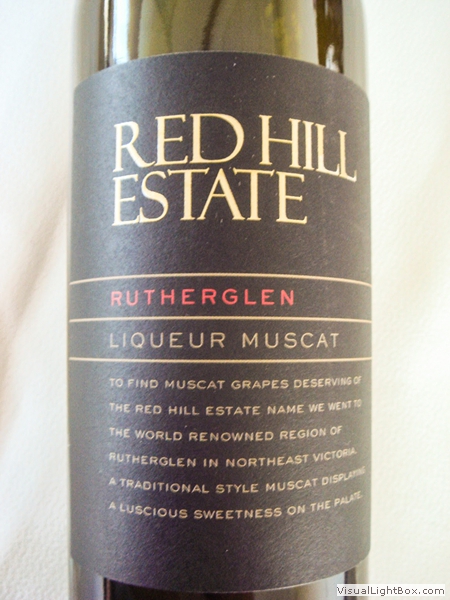 RED HILL
ESTATE
RUTHERGLEN
LIQUEUR MUSCAT
TO FIND MUSCAT GRAPES DESERVING OF
THE RED HILL ESTATE NAME WE WENT TO
THE WORLD RENOWNED REGION OF
RUTHERGLEN IN NORTHEAST VICTORIA.
A TRADITIONAL STYLE MUSCAT DISPLAYING
A LUSCIOUS SWEETNESS ON THE PALATE.
VisualLightBox.com